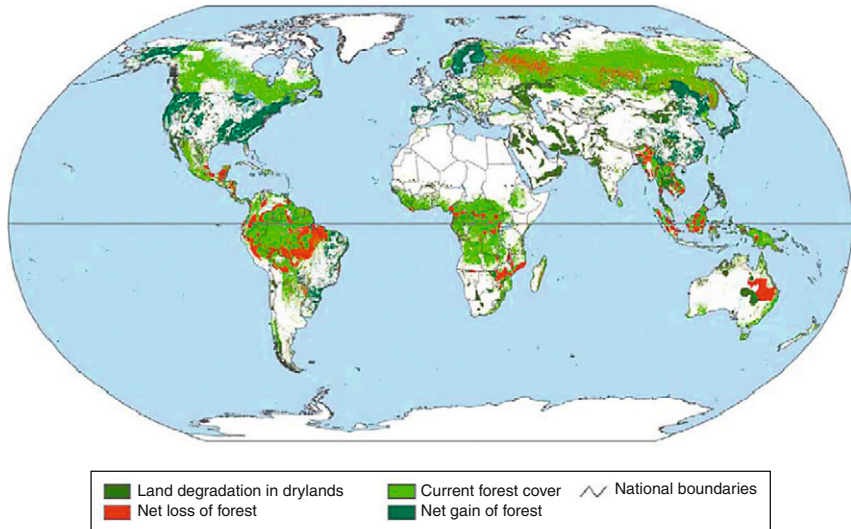 Land degradation in drylands
Current forest cover
National boundaries
Net loss of forest
Net gain of forest